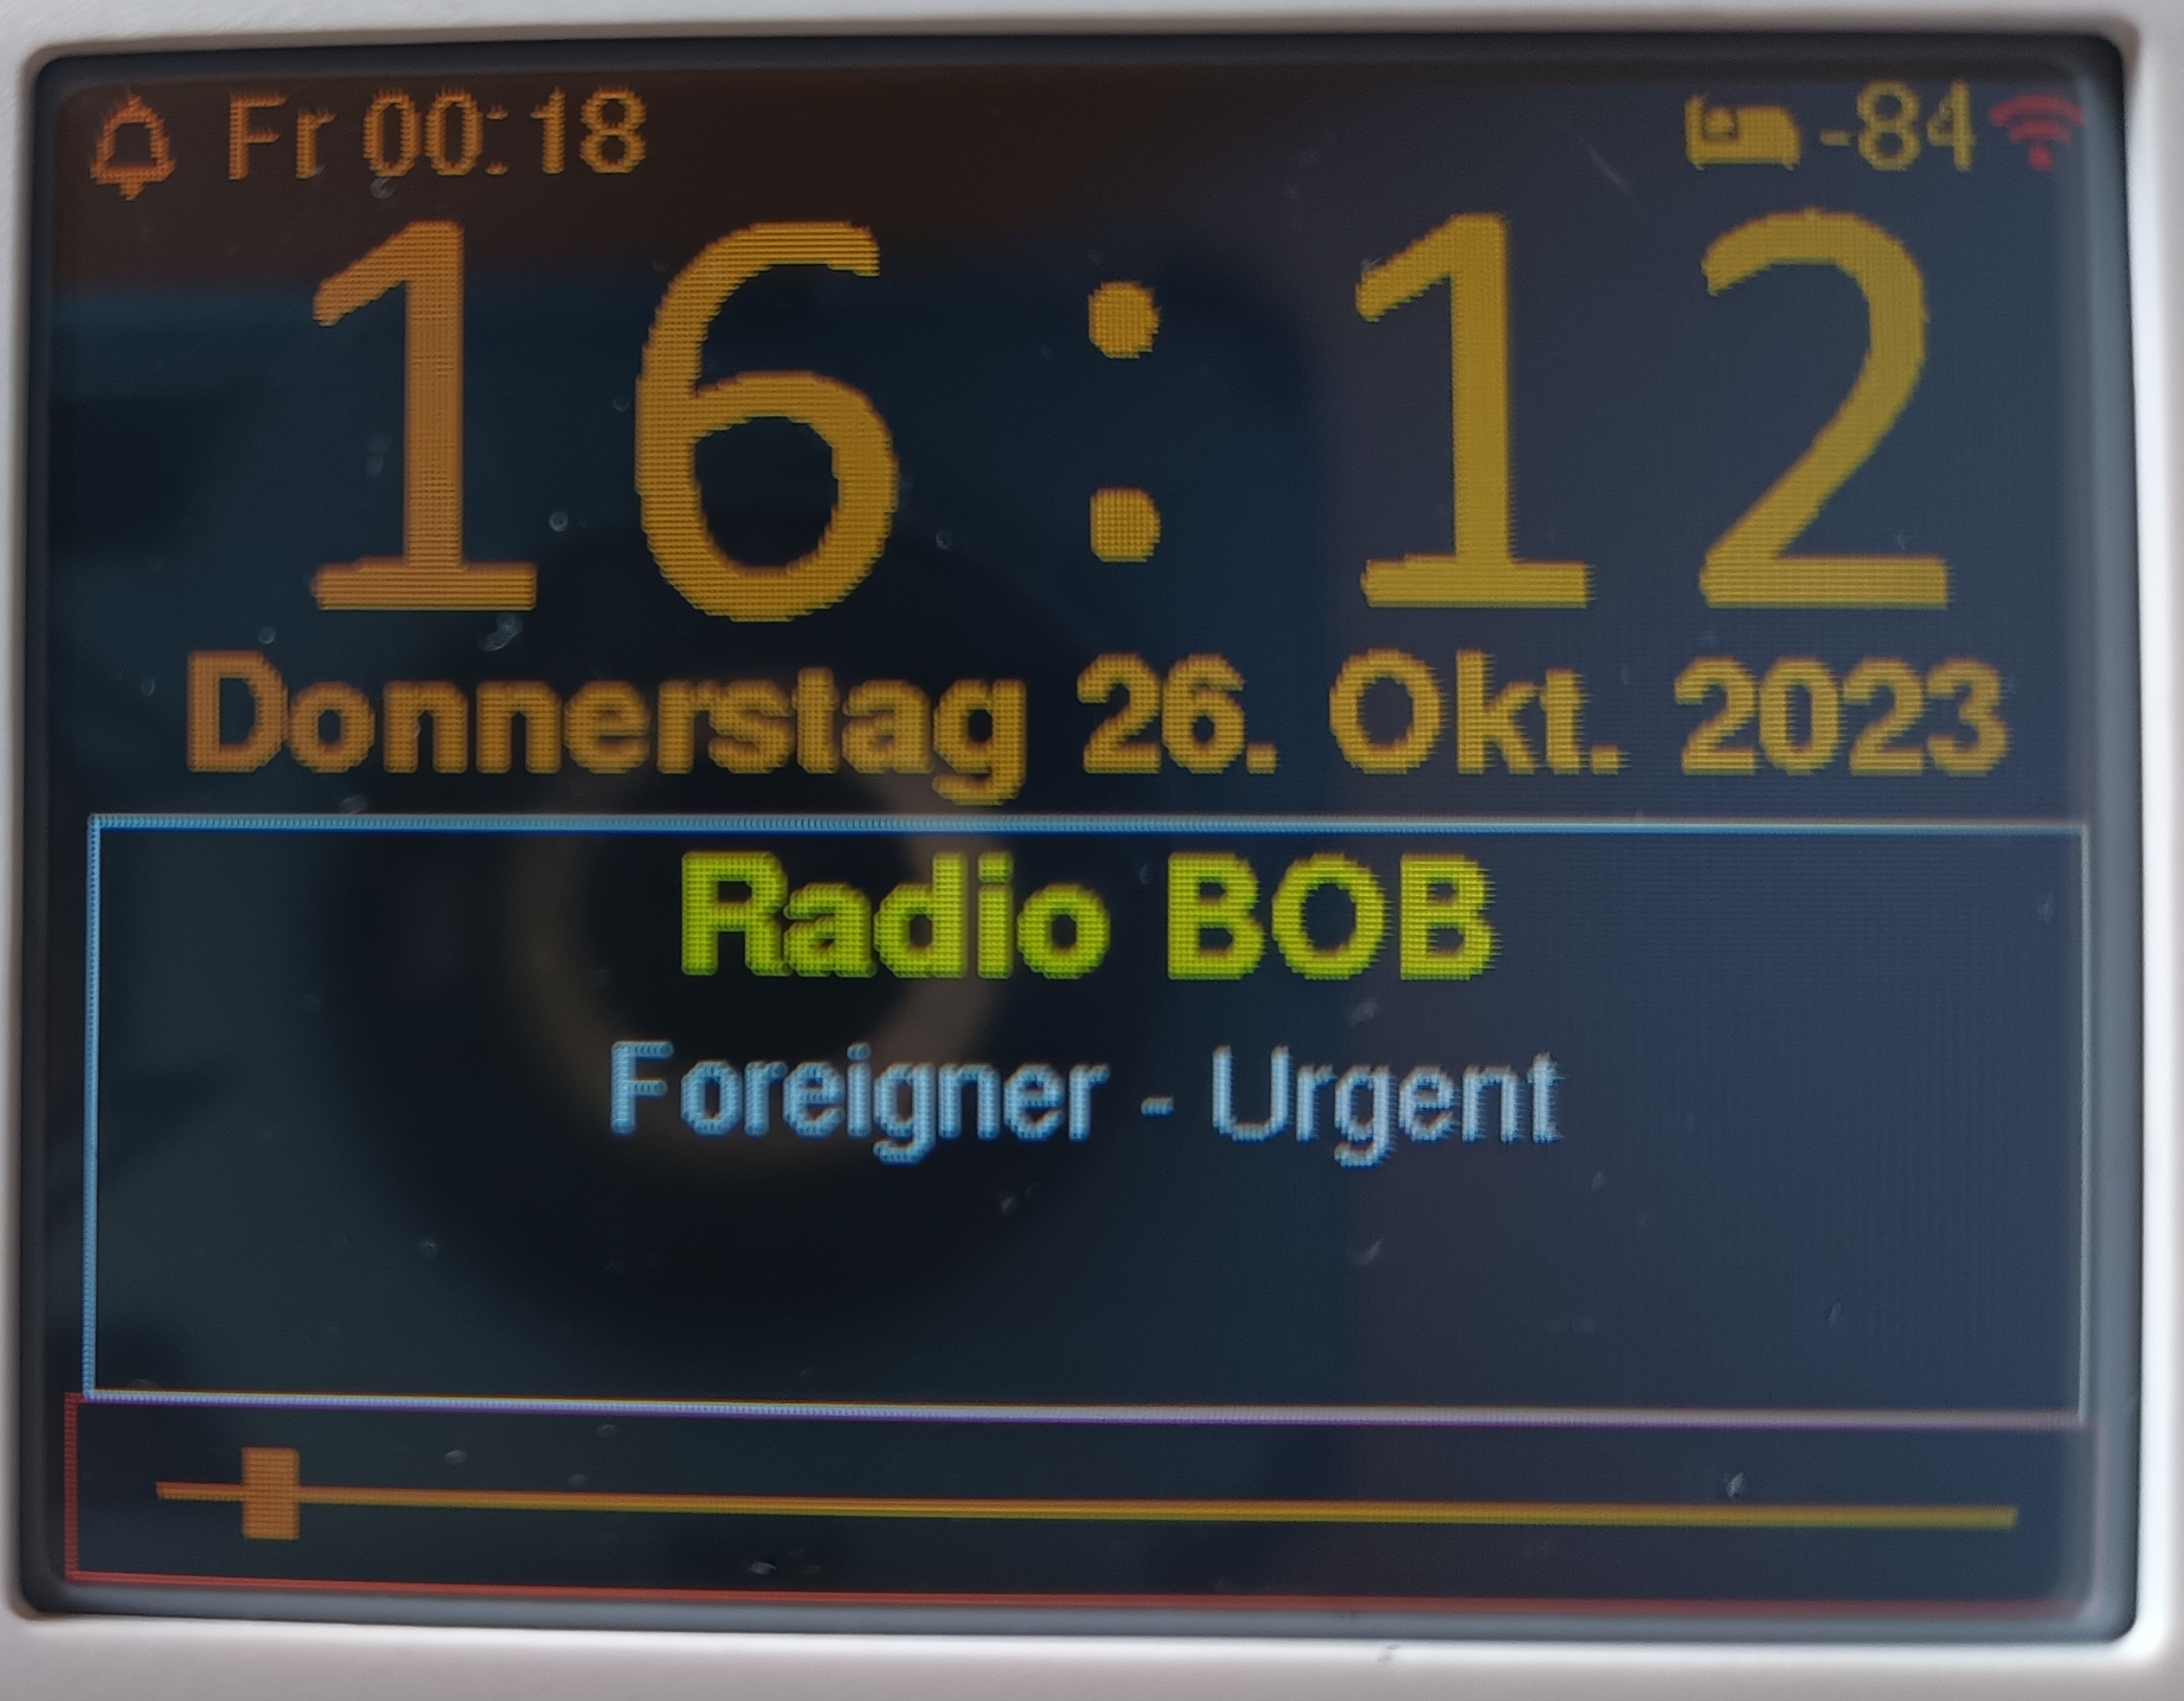 Fr 00:18 -84
16:12
Donnerstag 26. Okt. 2023
Radio BOB
Foreigner - Urgent